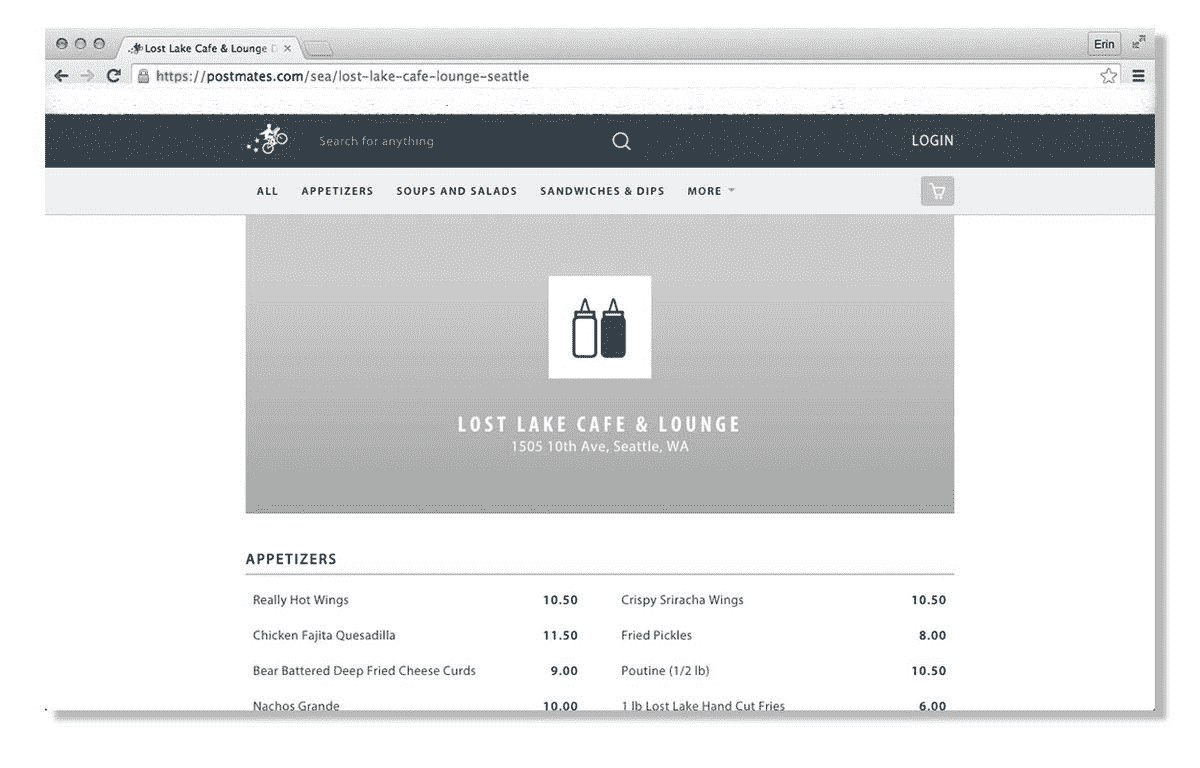 Lost Lake Cafe & Lounge D
Erin
https://postmates.com/sea/lost-lake-cafe-lounge-seattle
Search for anything
LOGIN
ALL APPETIZERS SOUPS AND SALADS SANDWICHES & DIPS MORE
LOST LAKE CAFE & LOUNGE
1505 10th Ave, Seattle, WA
APPETIZERS
Really Hot Wings 10.50 Crispy Sriracha Wings 10.50
Chicken Fajita Quesadilla 11.50 Fried Pickles 8.00
Bear Battered Deep Fried Cheese Curds 9.00 Poutine (1/2 lb) 10.50
Nachos Grande 10.00 1 lb Lost Lake Hand Cut Fries 6.00